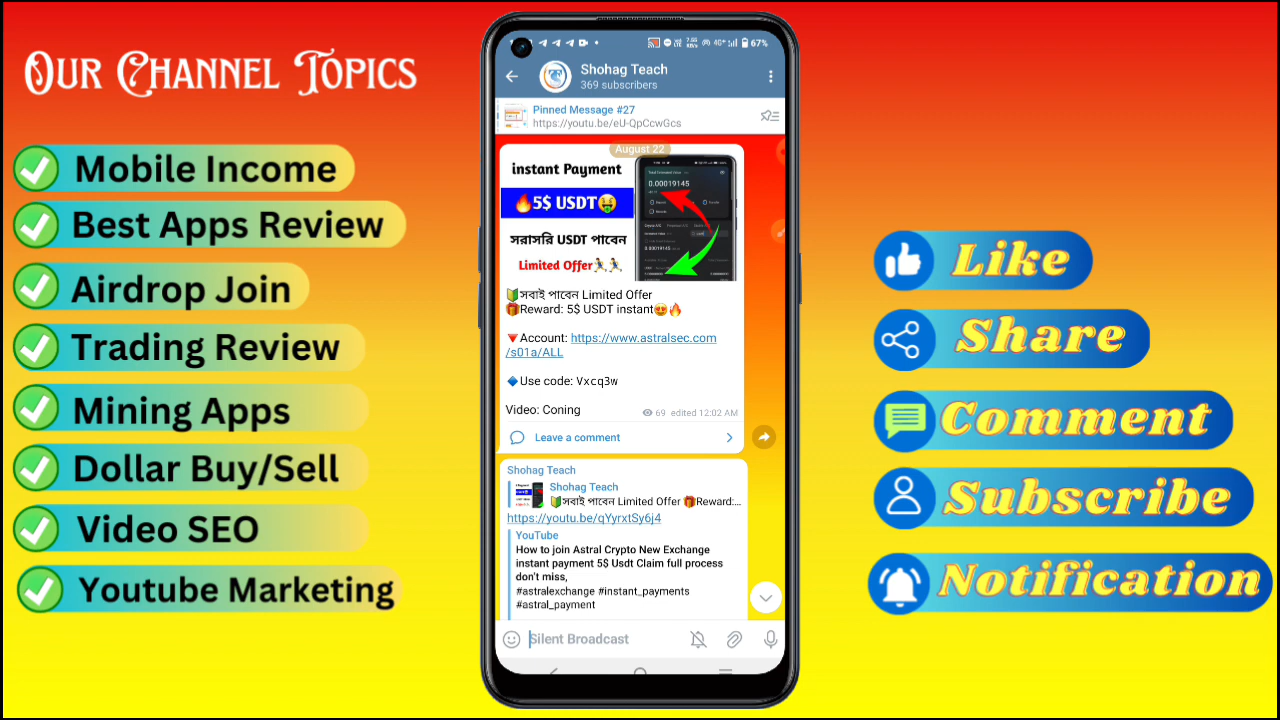 Our Channel Topics
Mobile Income
Best Apps Review
Airdrop Join
Trading Review
Mining Apps
Dollar Buy/Sell
Video SEO
Youtube Marketing
67%
Shohag Teach
369 subscribers
Pinned Message #27
https://youtu.be/eU-QpCcwGcs
August 22
instant Payment
🔥5$ USDT🤑
সরাসরি USDT পাবেন
Limited Offer🏃🏃
0.00019145
0.00019145
🔰সবাই পাবেন Limited Offer
🎁Reward: 5$ USDT instant😍🔥
🔻Account: https://www.astralsec.com
/s01a/ALL
🔷Use code: Vxcq3w
Video: Coning
69 edited 12:02 AM
Leave a comment
Shohag Teach
Shohag Teach
🔰সবাই পাবেন Limited Offer 🎁Reward:...
https://youtu.be/qYyrxtSy6j4
YouTube
How to join Astral Crypto New Exchange
instant payment 5$ Usdt Claim full process
don't miss,
#astralexchange #instant_payments
#astral_payment
Silent Broadcast
Like
Share
Comment
Subscribe
Notification